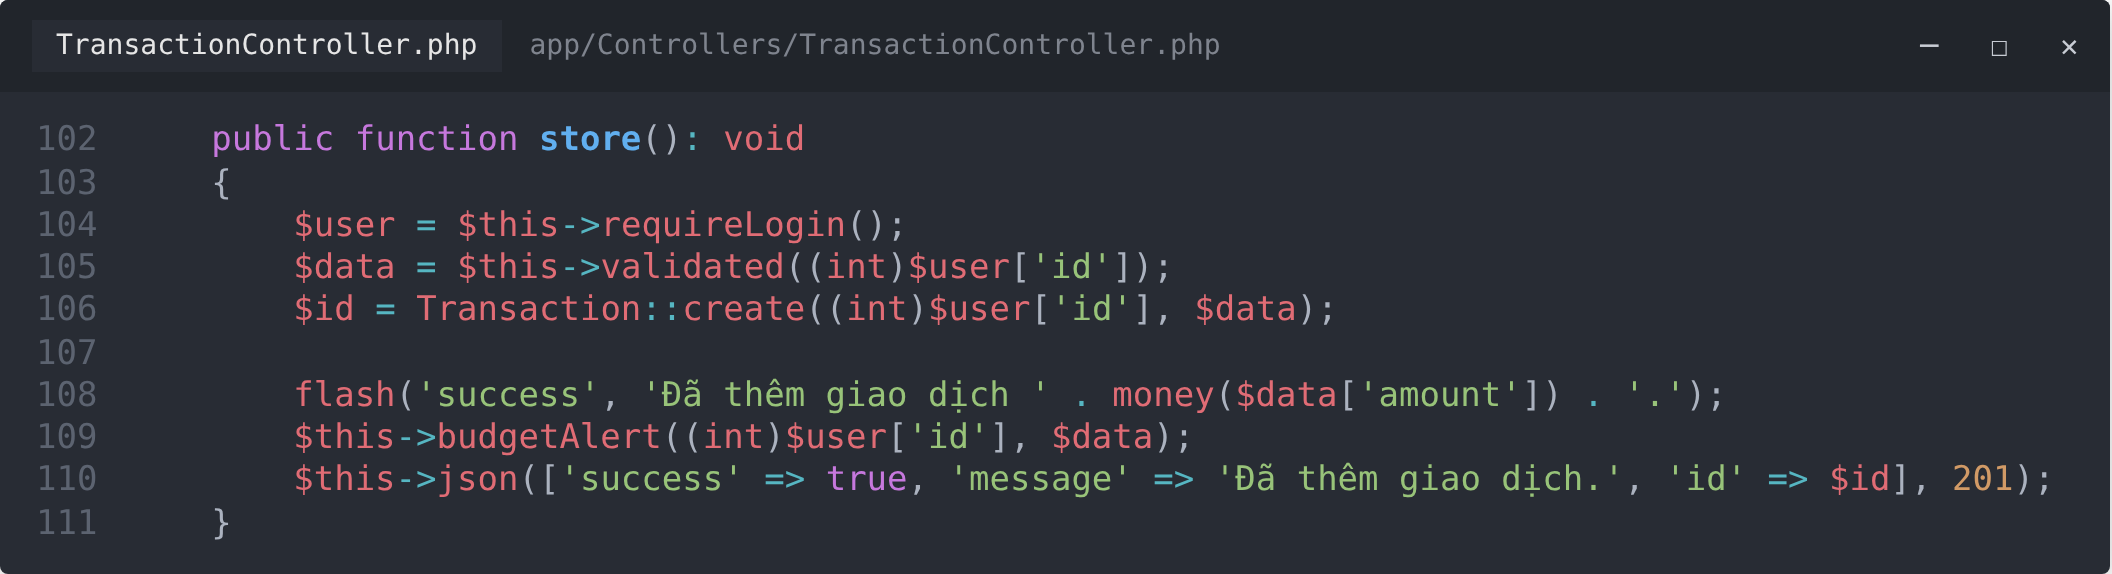 TransactionController.php app/Controllers/TransactionController.php
102 public function store(): void
103 {
104 $user = $this->requireLogin();
105 $data = $this->validated((int)$user['id']);
106 $id = Transaction::create((int)$user['id'], $data);
107
108 flash('success', 'Đã thêm giao dịch ' . money($data['amount']) . '.');
109 $this->budgetAlert((int)$user['id'], $data);
110 $this->json(['success' => true, 'message' => 'Đã thêm giao dịch.', 'id' => $id], 201);
111 }